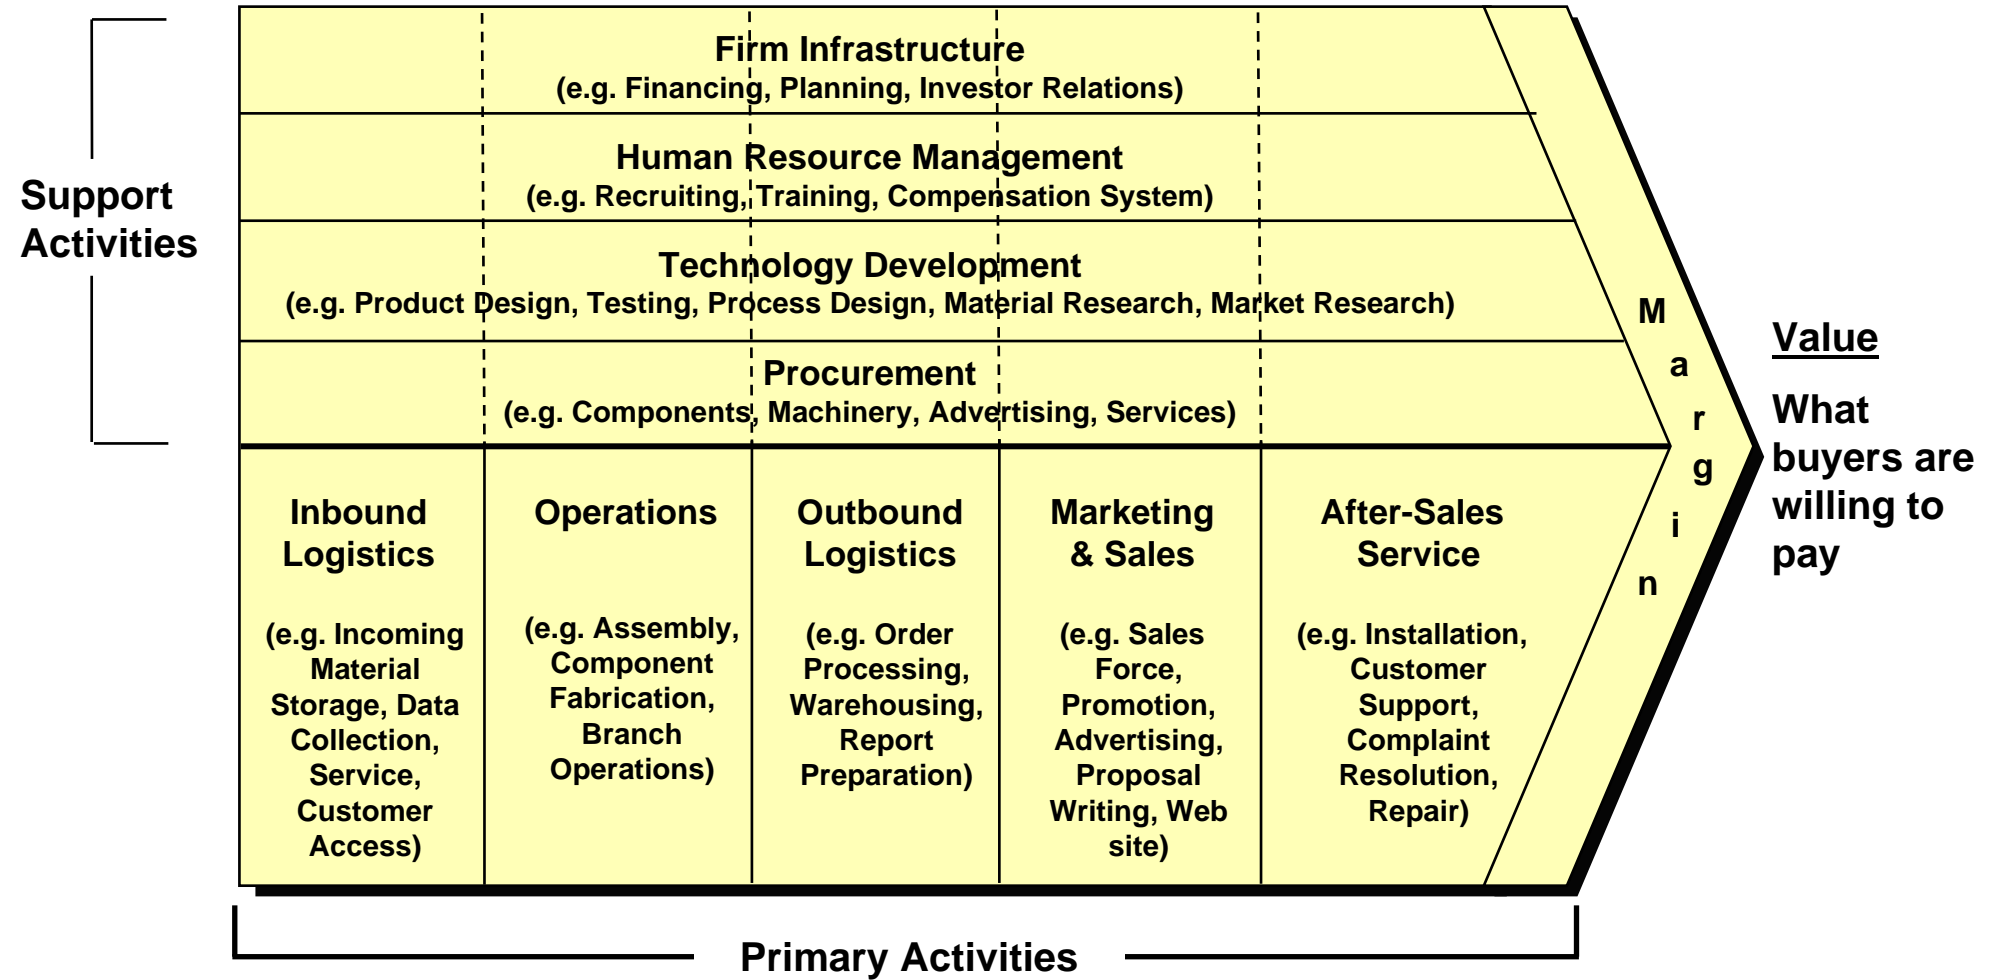 Support
Activities
Firm Infrastructure
(e.g. Financing, Planning, Investor Relations)
Human Resource Management
(e.g. Recruiting, Training, Compensation System)
Technology Development
(e.g. Product Design, Testing, Process Design, Material Research, Market Research)
Procurement
(e.g. Components, Machinery, Advertising, Services)
Inbound
Logistics
(e.g. Incoming
Material
Storage, Data
Collection,
Service,
Customer
Access)
Operations
(e.g. Assembly,
Component
Fabrication,
Branch
Operations)
Outbound
Logistics
(e.g. Order
Processing,
Warehousing,
Report
Preparation)
Marketing
& Sales
(e.g. Sales
Force,
Promotion,
Advertising,
Proposal
Writing, Web
site)
After-Sales
Service
(e.g. Installation,
Customer
Support,
Complaint
Resolution,
Repair)
Margin
Value
What
buyers are
willing to
pay
Primary Activities